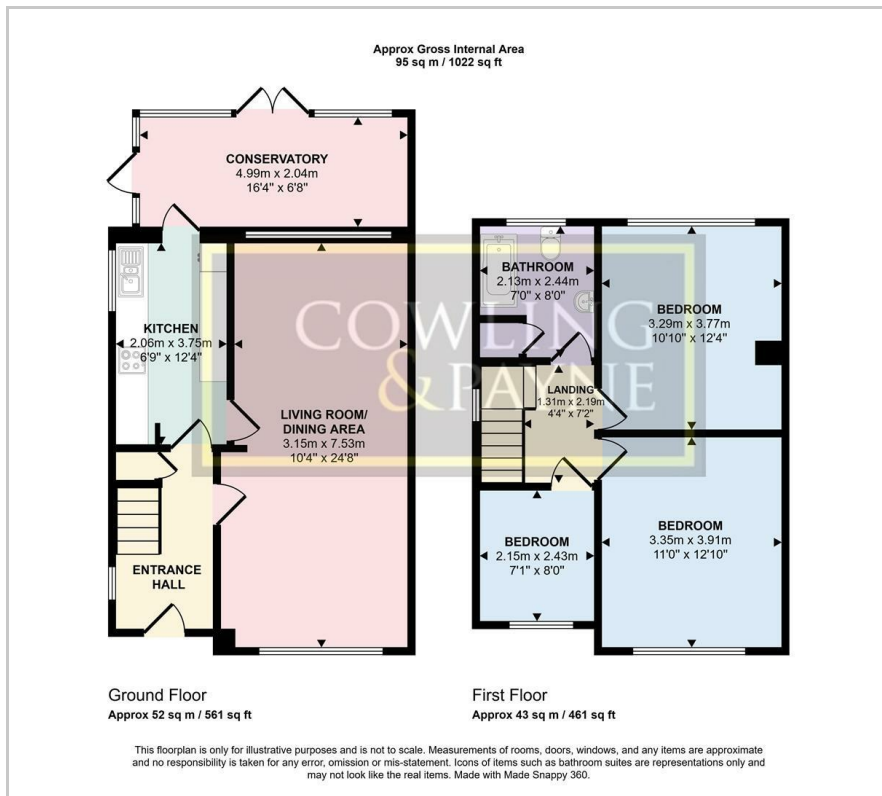 Approx Gross Internal Area
95 sq m / 1022 sq ft
CONSERVATORY
4.99m x 2.04m
16'4" x 6'8"
KITCHEN
2.06m x 3.75m
6'9" x 12'4"
LIVING ROOM/
DINING AREA
3.15m x 7.53m
10'4" x 24'8"
ENTRANCE
HALL
BATHROOM
2.13m x 2.44m
7'0" x 8'0"
BEDROOM
3.29m x 3.77m
10'10" x 12'4"
LANDING
1.31m x 2.19m
4'4" x 7'2"
BEDROOM
2.15m x 2.43m
7'1" x 8'0"
BEDROOM
3.35m x 3.91m
11'0" x 12'10"
COWLING
&PAYNE
Ground Floor
Approx 52 sq m / 561 sq ft
First Floor
Approx 43 sq m / 461 sq ft
This floorplan is only for illustrative purposes and is not to scale. Measurements of rooms, doors, windows, and any items are approximate
and no responsibility is taken for any error, omission or mis-statement. Icons of items such as bathroom suites are representations only and
may not look like the real items. Made with Made Snappy 360.